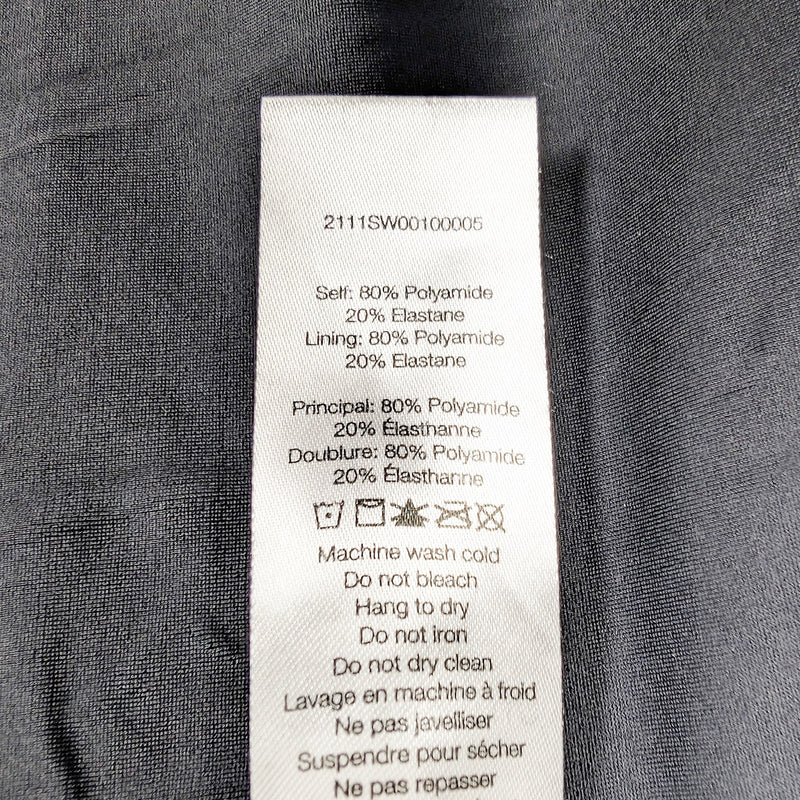 2111SW00100005
Self: 80% Polyamide
20% Elastane
Lining: 80% Polyamide
20% Elastane
Principal: 80% Polyamide
20% Élasthanne
Doublure: 80% Polyamide
20% Élasthanne
Machine wash cold
Do not bleach
Hang to dry
Do not iron
Do not dry clean
Lavage en machine à froid
Ne pas javelliser
Suspendre pour sécher
Ne pas repasser